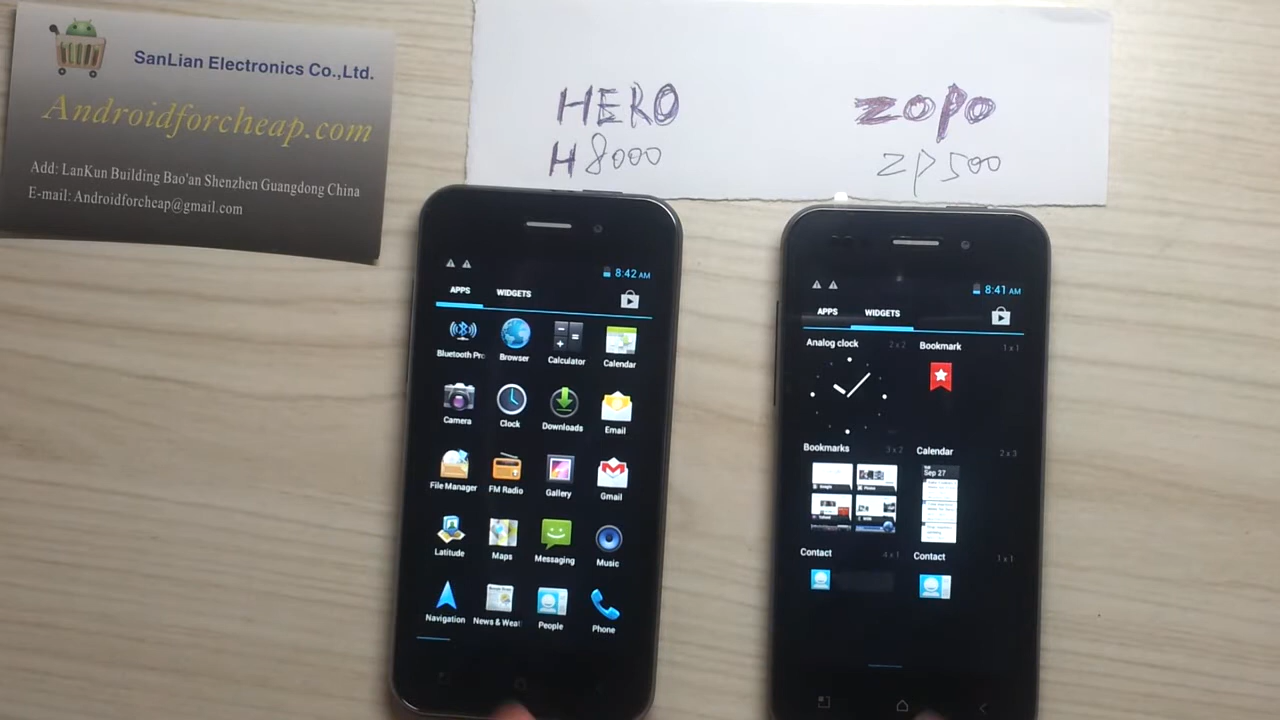 SanLian Electronics Co.,Ltd.
Androidforcheap.com
Add: LanKun Building Bao'an Shenzhen Guangdong China
E-mail: Androidforcheap@gmail.com
HERO
H8000
ZOPO
ZP500
8:42 AM
APPS WIDGETS
Bluetooth Pro Browser Calculator Calendar
Camera Clock Downloads Email
File Manager FM Radio Gallery Gmail
Latitude Maps Messaging Music
Navigation News & Weat People Phone
8:41 AM
APPS WIDGETS
Analog clock 2 x 2 Bookmark 1 x 1
Bookmarks 3 x 2 Calendar 2 x 3
Sep 27
Contact 4 x 1 Contact 1 x 1